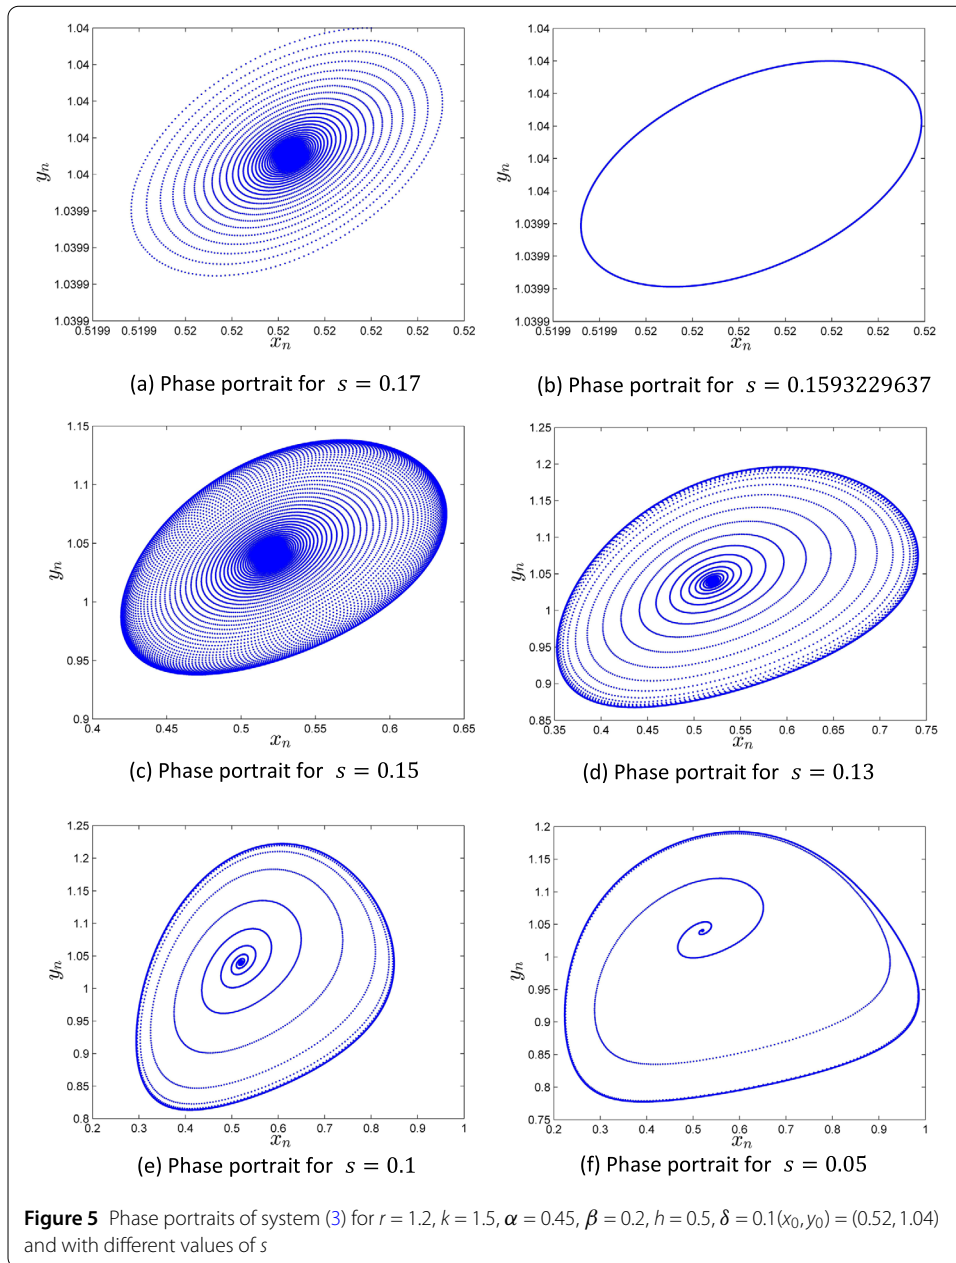 1.04
1.04
1.04
1.04
1.0399
1.0399
1.0399
0.5199 0.5199 0.52 0.52 0.52 0.52 0.52 0.52 0.52
y_n
x_n
(a) Phase portrait for s = 0.17
1.04
1.04
1.04
1.04
1.0399
1.0399
1.0399
0.5199 0.5199 0.52 0.52 0.52 0.52 0.52 0.52 0.52
y_n
x_n
(b) Phase portrait for s = 0.1593229637
1.15
1.1
1.05
1
0.95
0.9
0.4 0.45 0.5 0.55 0.6 0.65
y_n
x_n
(c) Phase portrait for s = 0.15
1.25
1.2
1.15
1.1
1.05
1
0.95
0.9
0.85
0.35 0.4 0.45 0.5 0.55 0.6 0.65 0.7 0.75
y_n
x_n
(d) Phase portrait for s = 0.13
1.25
1.2
1.15
1.1
1.05
1
0.95
0.9
0.85
0.8
0.2 0.3 0.4 0.5 0.6 0.7 0.8 0.9 1
y_n
x_n
(e) Phase portrait for s = 0.1
1.2
1.15
1.1
1.05
1
0.95
0.9
0.85
0.8
0.75
0.2 0.3 0.4 0.5 0.6 0.7 0.8 0.9 1
y_n
x_n
(f) Phase portrait for s = 0.05
Figure 5 Phase portraits of system (3) for r = 1.2, k = 1.5, α = 0.45, β = 0.2, h = 0.5, δ = 0.1(x₀, y₀) = (0.52, 1.04)
and with different values of s